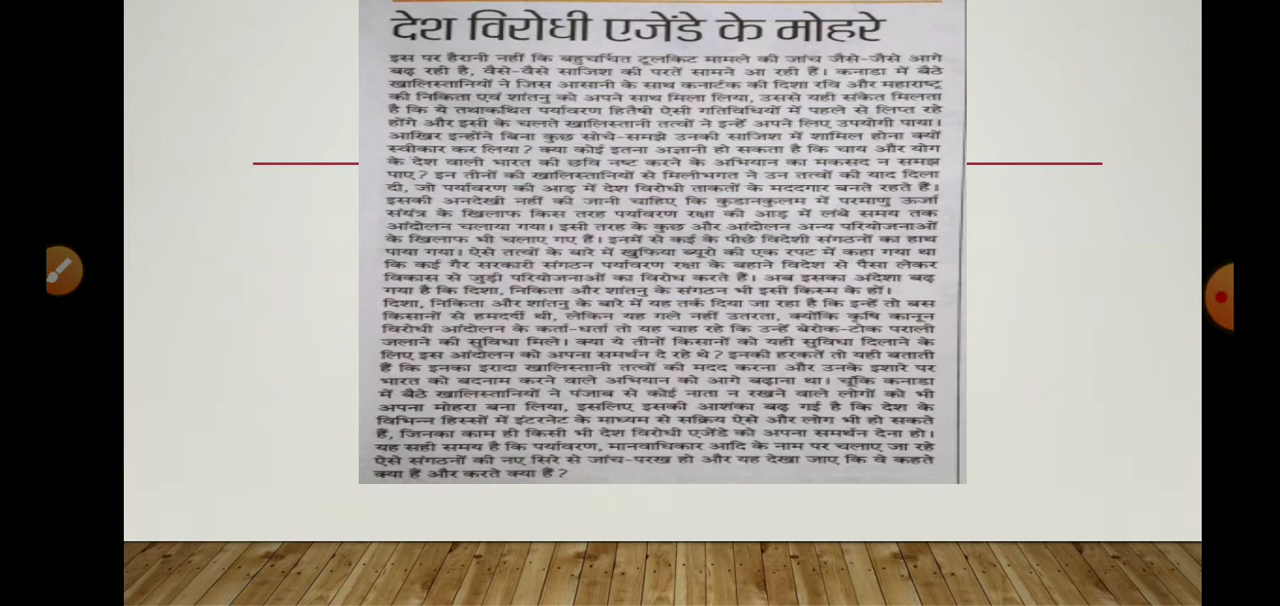 देश विरोधी एजेंडे के मोहरे
इस पर हैरानी नहीं कि बहुचर्चित टूलकिट मामले की जांच जैसे-जैसे आगे
बढ़ रही है, वैसे-वैसे साजिश की परतें सामने आ रही हैं। कनाडा में बैठे
खालिस्तानियों ने जिस आसानी के साथ कनार्टक की दिशा रवि और महाराष्ट्र
की निकिता एवं शांतनु को अपने साथ मिला लिया, उससे यही संकेत मिलता
है कि ये तथाकथित पर्यावरण हितैषी ऐसी गतिविधियों में पहले से लिप्त रहे
होंगे और इसी के चलते खालिस्तानी तत्वों ने इन्हें अपने लिए उपयोगी पाया।
आखिर इन्होंने बिना कुछ सोचे-समझे उनकी साजिश में शामिल होना क्यों
स्वीकार कर लिया? क्या कोई इतना अज्ञानी हो सकता है कि चाय और योग
के देश वाली भारत की छवि नष्ट करने के अभियान का मकसद न समझ
पाए? इन तीनों की खालिस्तानियों से मिलीभगत ने उन तत्वों की याद दिला
दी, जो पर्यावरण की आड़ में देश विरोधी ताकतों के मददगार बनते रहते हैं।
इसकी अनदेखी नहीं की जानी चाहिए कि कुडानकुलम में परमाणु ऊर्जा
संयंत्र के खिलाफ किस तरह पर्यावरण रक्षा की आड़ में लंबे समय तक
आंदोलन चलाया गया। इसी तरह के कुछ और आंदोलन अन्य परियोजनाओं
के खिलाफ भी चलाए गए हैं। इनमें से कई के पीछे विदेशी संगठनों का हाथ
पाया गया। ऐसे तत्वों के बारे में खुफिया ब्यूरो की एक रपट में कहा गया था
कि कई गैर सरकारी संगठन पर्यावरण रक्षा के बहाने विदेश से पैसा लेकर
विकास से जुड़ी परियोजनाओं का विरोध करते हैं। अब इसका अंदेशा बढ़
गया है कि दिशा, निकिता और शांतनु के संगठन भी इसी किस्म के हों।
दिशा, निकिता और शांतनु के बारे में यह तर्क दिया जा रहा है कि इन्हें तो बस
किसानों से हमदर्दी थी, लेकिन यह गले नहीं उतरता, क्योंकि कृषि कानून
विरोधी आंदोलन के कर्ता-धर्ता तो यह चाह रहे कि उन्हें बेरोक-टोक पराली
जलाने की सुविधा मिले। क्या ये तीनों किसानों को यही सुविधा दिलाने के
लिए इस आंदोलन को अपना समर्थन दे रहे थे? इनकी हरकतें तो यही बताती
हैं कि इनका इरादा खालिस्तानी तत्वों की मदद करना और उनके इशारे पर
भारत को बदनाम करने वाले अभियान को आगे बढ़ाना था। चूंकि कनाडा
में बैठे खालिस्तानियों ने पंजाब से कोई नाता न रखने वाले लोगों को भी
अपना मोहरा बना लिया, इसलिए इसकी आशंका बढ़ गई है कि देश के
विभिन्न हिस्सों में इंटरनेट के माध्यम से सक्रिय ऐसे और लोग भी हो सकते
हैं, जिनका काम ही किसी भी देश विरोधी एजेंडे को अपना समर्थन देना हो।
यह सही समय है कि पर्यावरण, मानवाधिकार आदि के नाम पर चलाए जा रहे
ऐसे संगठनों की नए सिरे से जांच-परख हो और यह देखा जाए कि वे कहते
क्या हैं और करते क्या हैं?